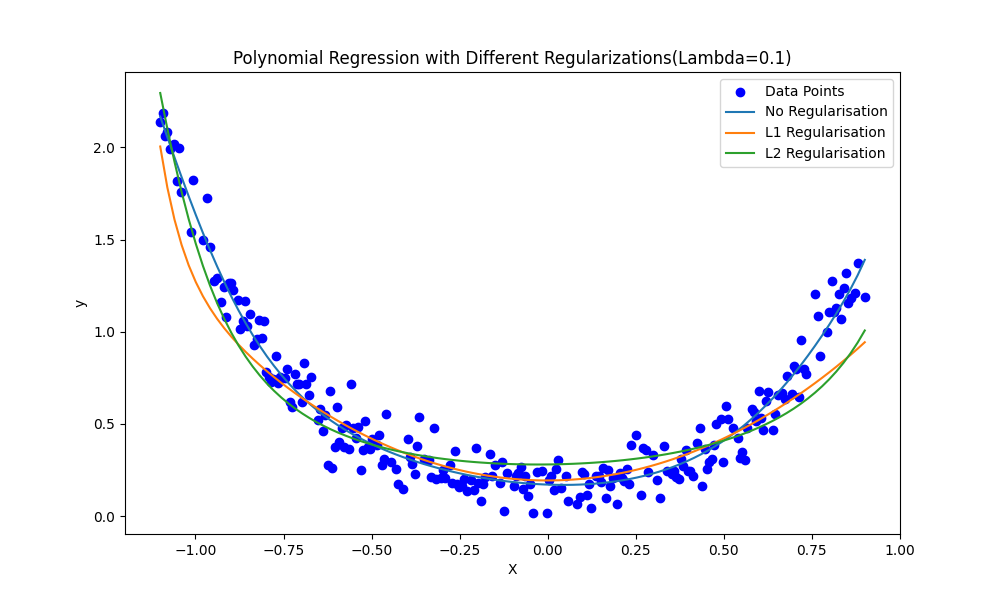 Polynomial Regression with Different Regularizations(Lambda=0.1)
Data Points
No Regularisation
L1 Regularisation
L2 Regularisation
y
2.0
1.5
1.0
0.5
0.0
−1.00 −0.75 −0.50 −0.25 0.00 0.25 0.50 0.75 1.00
X